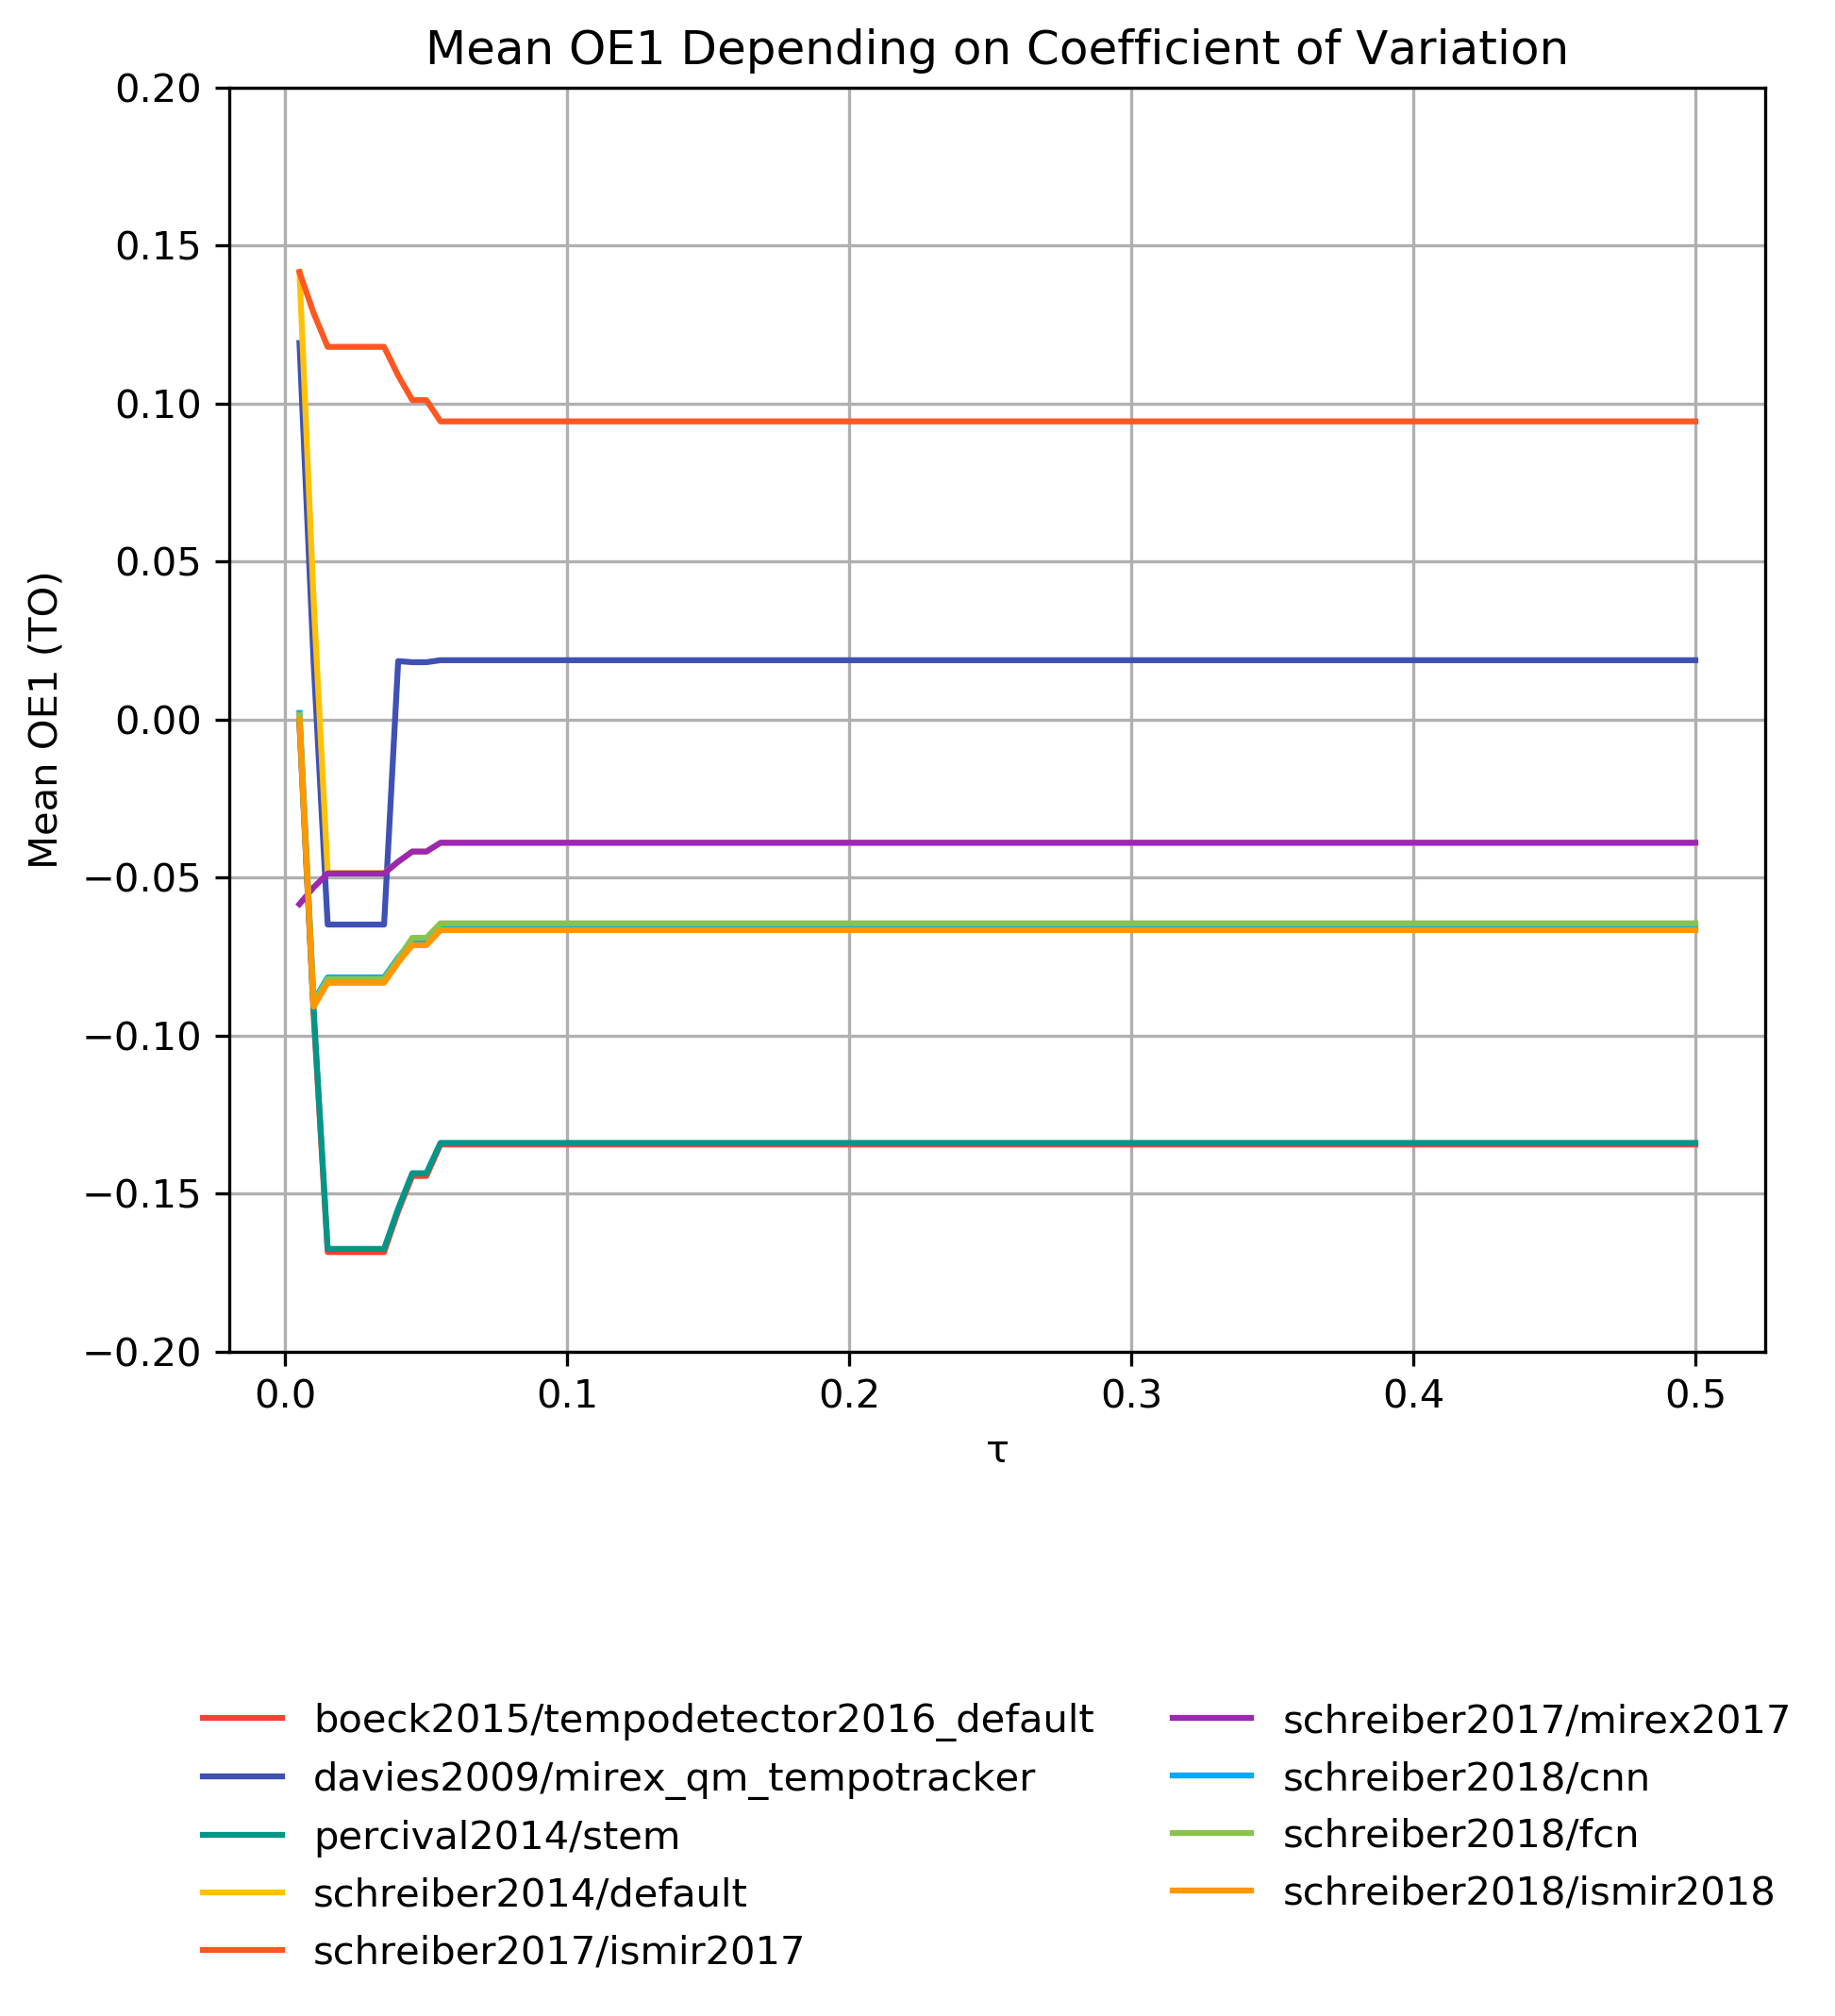 Mean OE1 Depending on Coefficient of Variation
Mean OE1 (TO)
0.20
0.15
0.10
0.05
0.00
−0.05
−0.10
−0.15
−0.20
0.0 0.1 0.2 0.3 0.4 0.5
τ
boeck2015/tempodetector2016_default
davies2009/mirex_qm_tempotracker
percival2014/stem
schreiber2014/default
schreiber2017/ismir2017
schreiber2017/mirex2017
schreiber2018/cnn
schreiber2018/fcn
schreiber2018/ismir2018